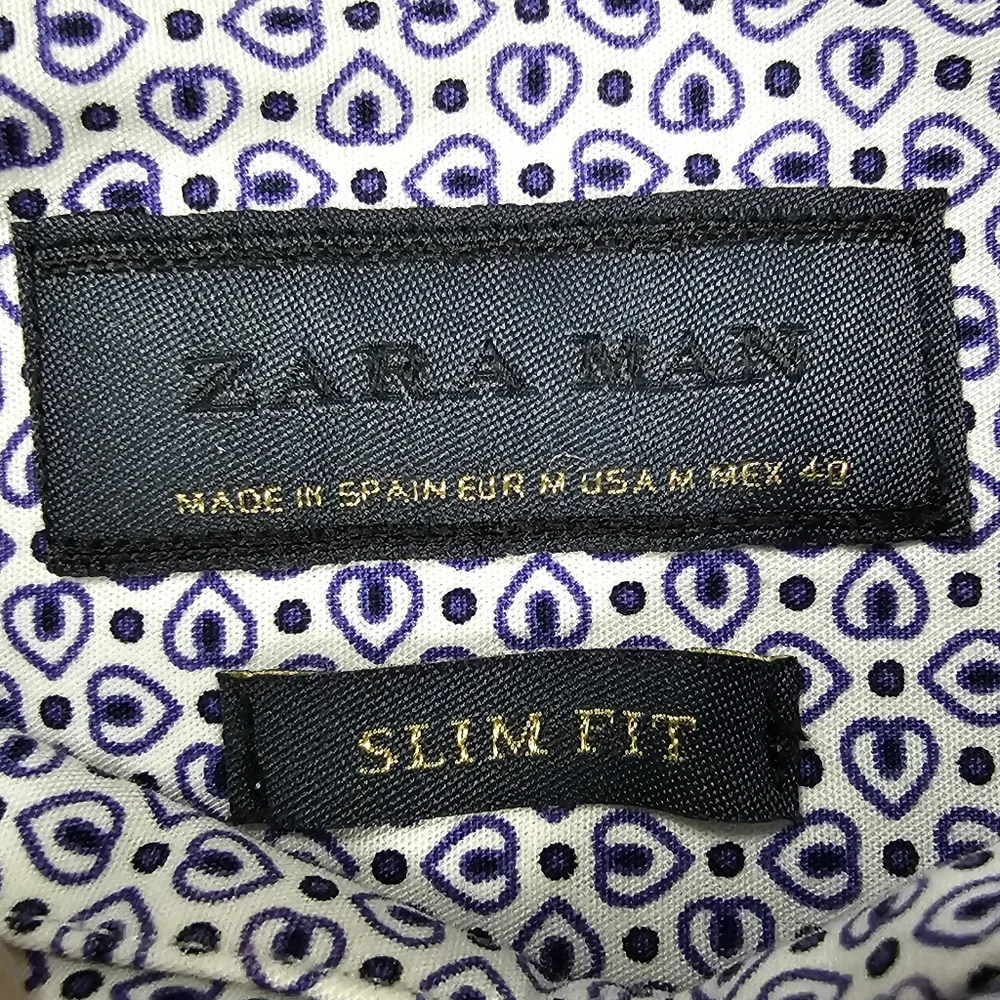 ZARA MAN
MADE IN SPAIN EUR M USA M MEX 40
SLIM FIT